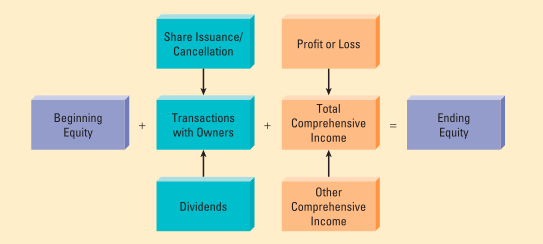 Share Issuance/
Cancellation
Profit or Loss
Beginning
Equity
+
Transactions
with Owners
+
Total
Comprehensive
Income
=
Ending
Equity
Dividends
Other
Comprehensive
Income